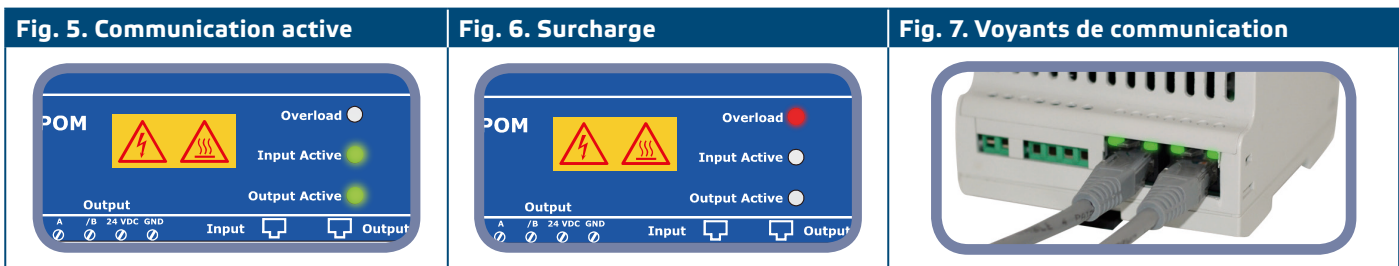 Fig. 5. Communication active
Fig. 6. Surcharge
Fig. 7. Voyants de communication
POM
Overload
Input Active
Output Active
Output
A /B 24 VDC GND
Input
Output
POM
Overload
Input Active
Output Active
Output
A /B 24 VDC GND
Input
Output